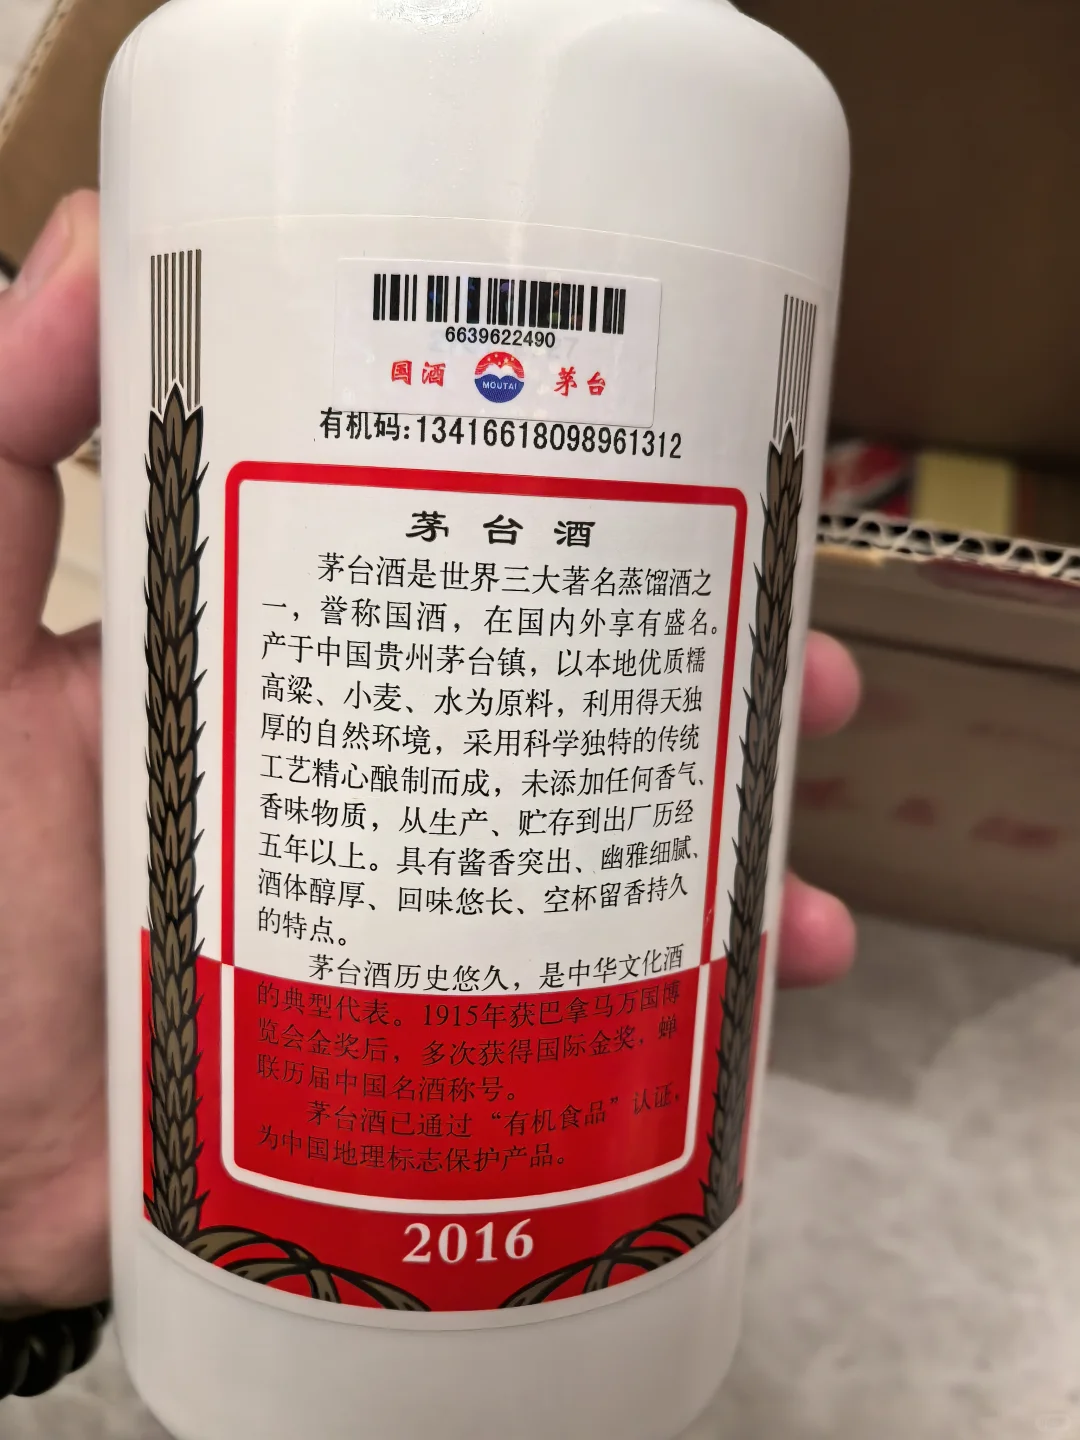 6639622490
国酒 MOUTAI 茅台
有机码:13416618098961312
茅台酒
茅台酒是世界三大著名蒸馏酒之
一，誉称国酒，在国内外享有盛名。
产于中国贵州茅台镇，以本地优质糯
高粱、小麦、水为原料，利用得天独
厚的自然环境，采用科学独特的传统
工艺精心酿制而成，未添加任何香气、
香味物质，从生产、贮存到出厂历经
五年以上。具有酱香突出、幽雅细腻、
酒体醇厚、回味悠长、空杯留香持久
的特点。
茅台酒历史悠久，是中华文化酒
的典型代表。1915年获巴拿马万国博
览会金奖后，多次获得国际金奖，蝉
联历届中国名酒称号。
茅台酒已通过“有机食品”认证，
为中国地理标志保护产品。
2016